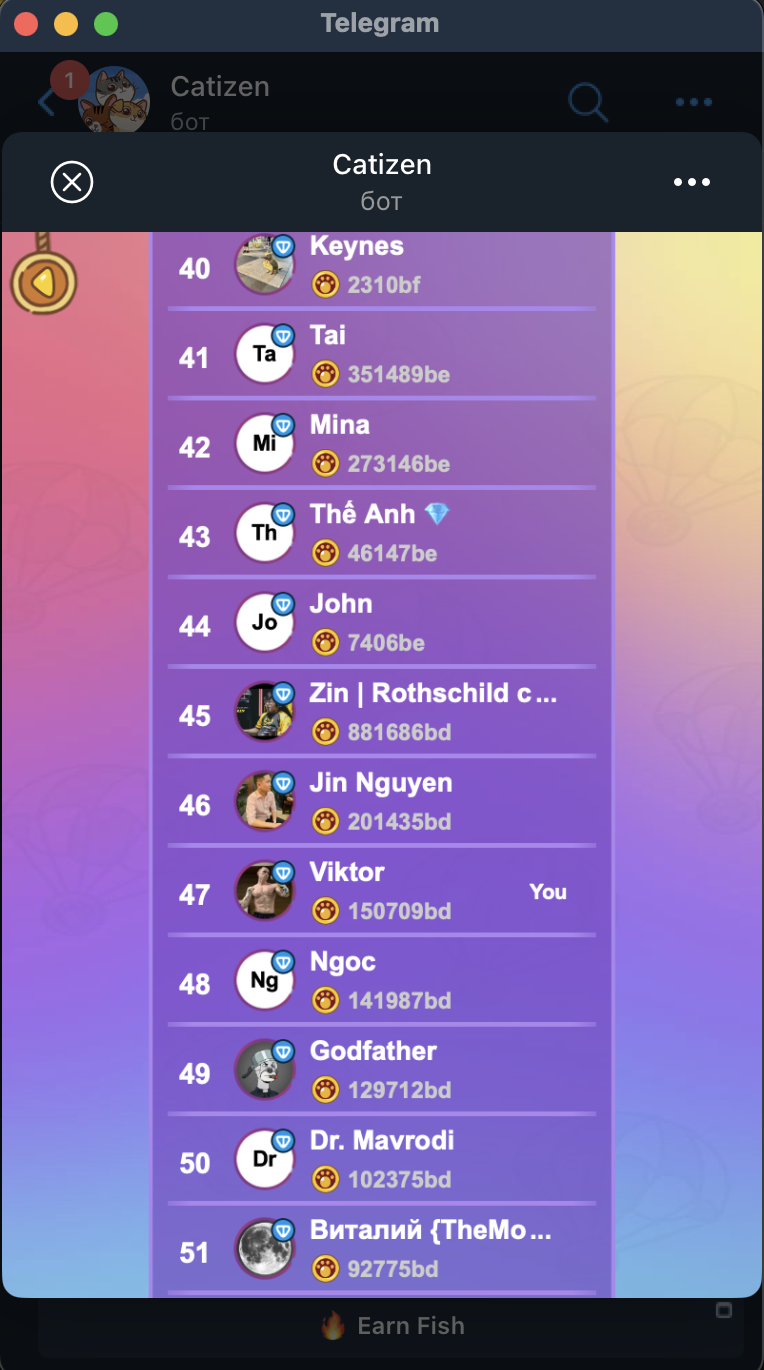 Telegram
1
Catizen
бот
Catizen
бот
40
Keynes
2310bf
41
Ta
Tai
351489be
42
Mi
Mina
273146be
43
Th
Thế Anh 💎
46147be
44
Jo
John
7406be
45
Zin | Rothschild c...
881686bd
46
Jin Nguyen
201435bd
47
Viktor
150709bd
You
48
Ng
Ngoc
141987bd
49
Godfather
129712bd
50
Dr
Dr. Mavrodi
102375bd
51
Виталий {TheMo...
92775bd
🔥 Earn Fish